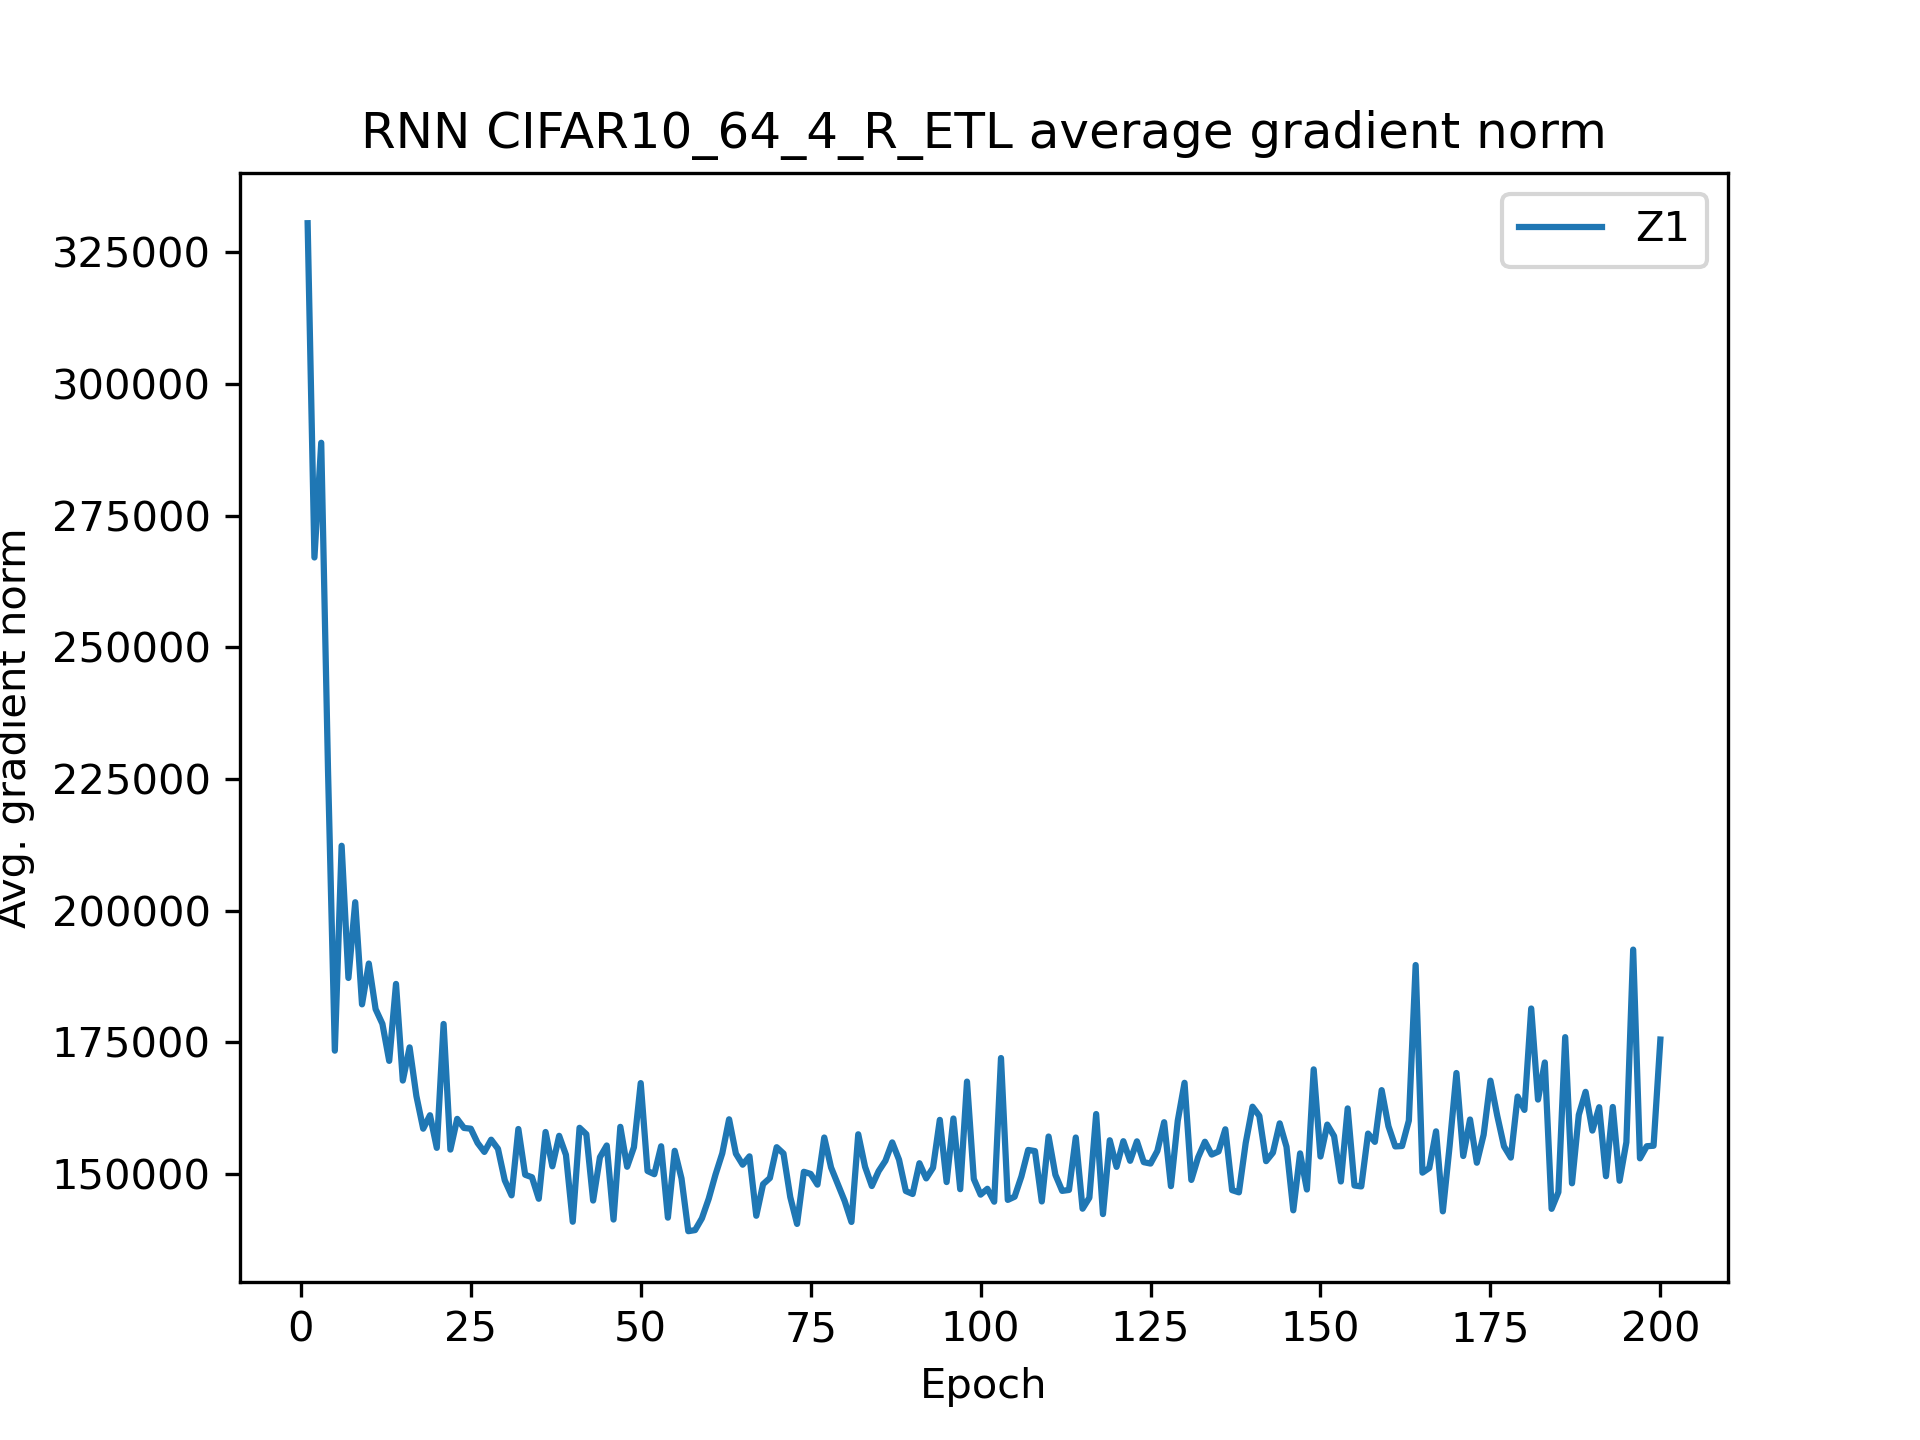 RNN CIFAR10_64_4_R_ETL average gradient norm
Z1
325000
300000
275000
250000
225000
200000
175000
150000
Avg. gradient norm
0 25 50 75 100 125 150 175 200
Epoch